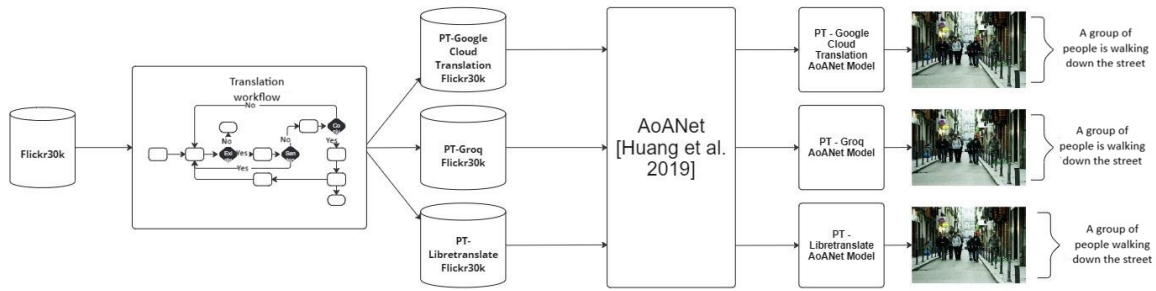 Flickr30k
Translation
workflow
No
No
Yes
Exi
Yes
Sen
No
Co
Yes
PT-Google
Cloud
Translation
Flickr30k
PT-Groq
Flickr30k
PT-
Libretranslate
Flickr30k
AoANet
[Huang et al.
2019]
PT - Google
Cloud
Translation
AoANet Model
PT - Groq
AoANet Model
PT -
Libretranslate
AoANet Model
A group of
people is walking
down the street
A group of
people is walking
down the street
A group of
people walking
down the street